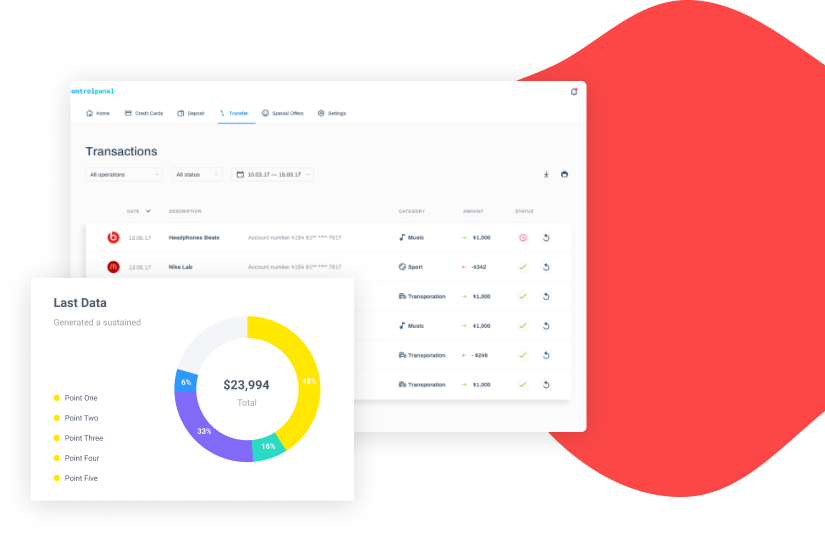 ontrolpanel
Home Credit Cards Deposit Transfer Special Offers Settings
Transactions
All operations All status 10.03.17 — 15.03.17
DATE DESCRIPTION CATEGORY AMOUNT STATUS
13.06.17 Headphones Beats Account number 4184 81** **** 7617 Music $1,000
13.06.17 Nike Lab Account number 4184 81** **** 7617 Sport -$342
Transporation $1,000
Music $1,000
Transporation - $246
Transporation $1,000
Last Data
Generated a sustained
48%
6%
$23,994
Total
33%
16%
Point One
Point Two
Point Three
Point Four
Point Five